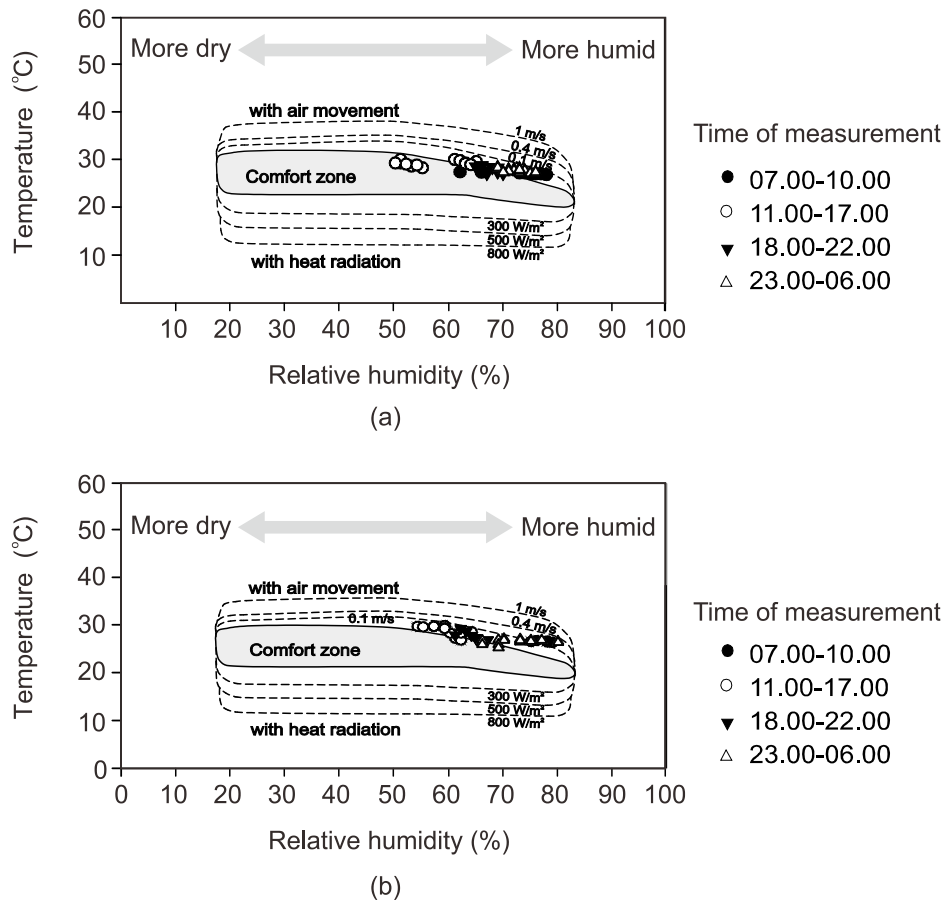 (a)
60
50
40
30
20
10
Temperature (°C)
More dry
More humid
with air movement
1 m/s
0.4 m/s
0.1 m/s
Comfort zone
300 W/m²
500 W/m²
800 W/m²
with heat radiation
10 20 30 40 50 60 70 80 90 100
Relative humidity (%)
(a)
Time of measurement
07.00-10.00
11.00-17.00
18.00-22.00
23.00-06.00
60
50
40
30
20
10
0
Temperature (°C)
More dry
More humid
with air movement
1 m/s
0.4 m/s
0.1 m/s
Comfort zone
300 W/m²
500 W/m²
800 W/m²
with heat radiation
0 10 20 30 40 50 60 70 80 90 100
Relative humidity (%)
(b)
Time of measurement
07.00-10.00
11.00-17.00
18.00-22.00
23.00-06.00